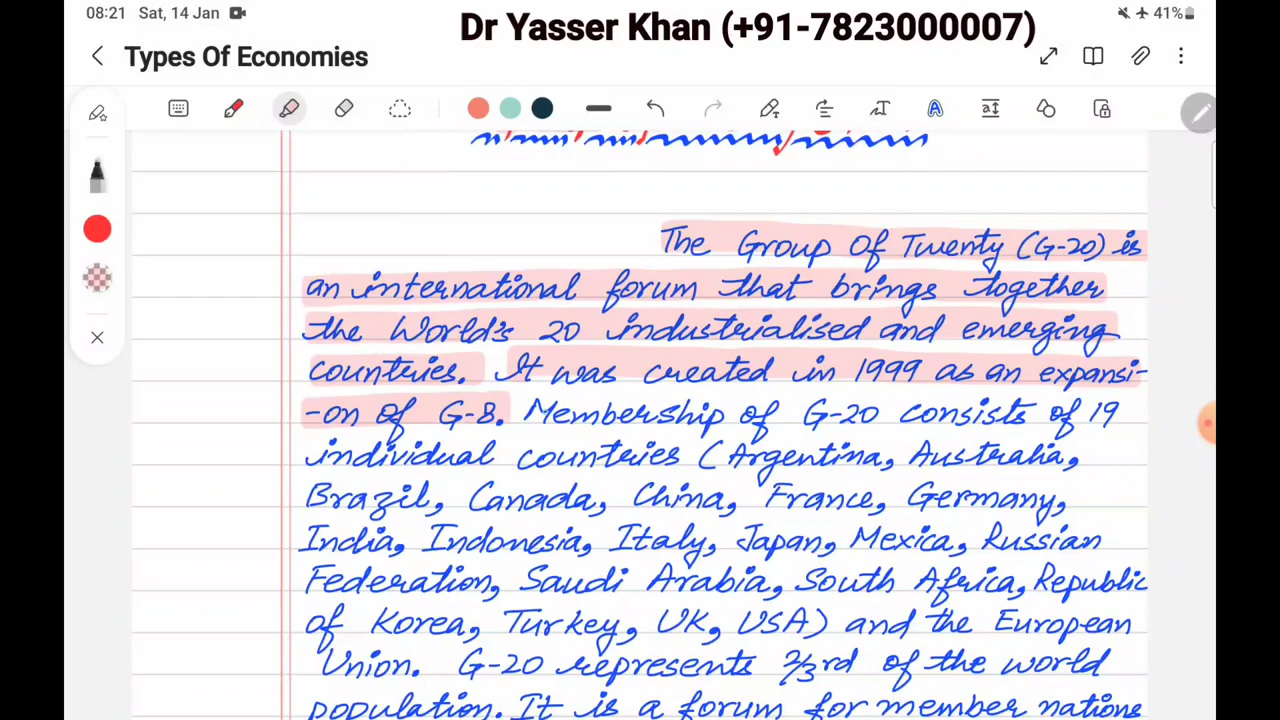 08:21 Sat, 14 Jan
41%
Dr Yasser Khan (+91-7823000007)
Types Of Economies
The Group Of Twenty (G-20) is
an international forum that brings together
the World's 20 industrialised and emerging
countries. It was created in 1999 as an expansi-
-on of G-8. Membership of G-20 consists of 19
individual countries (Argentina, Australia,
Brazil, Canada, China, France, Germany,
India, Indonesia, Italy, Japan, Mexica, Russian
Federation, Saudi Arabia, South Africa, Republic
of Korea, Turkey, UK, USA) and the European
Union. G-20 represents 2/3rd of the world
population. It is a forum for member nations